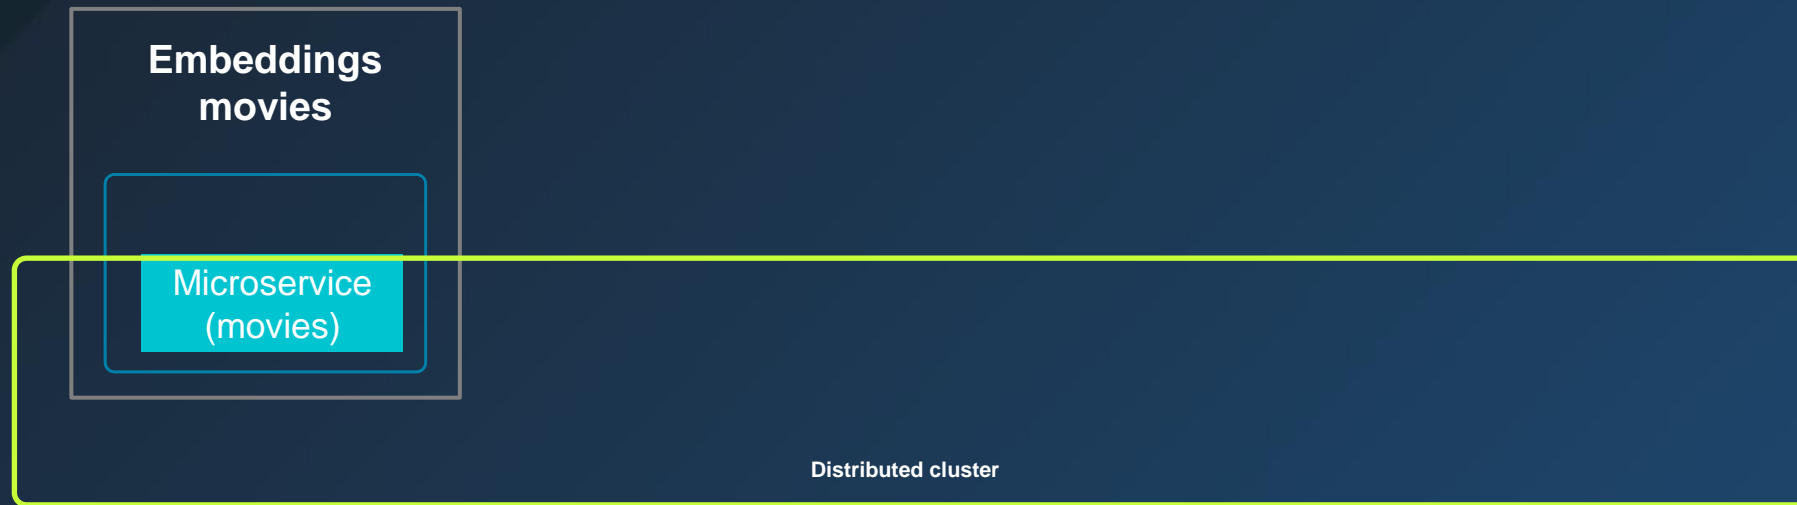 Embeddings
movies
Microservice
(movies)
Distributed cluster